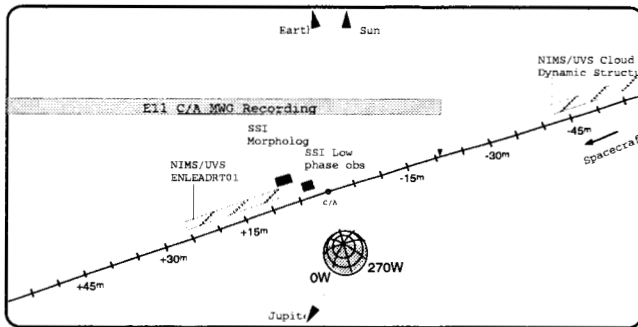 Earth Sun
NIMS/UVS Cloud
Dynamic Struct
E11 C/A MWG Recording
SSI
Morpholog
SSI Low
phase obs
NIMS/UVS
ENLEADRT01
-45m
-30m
Spacecraft
-15m
C/A
+15m
+30m
+45m
0W
270W
Jupite